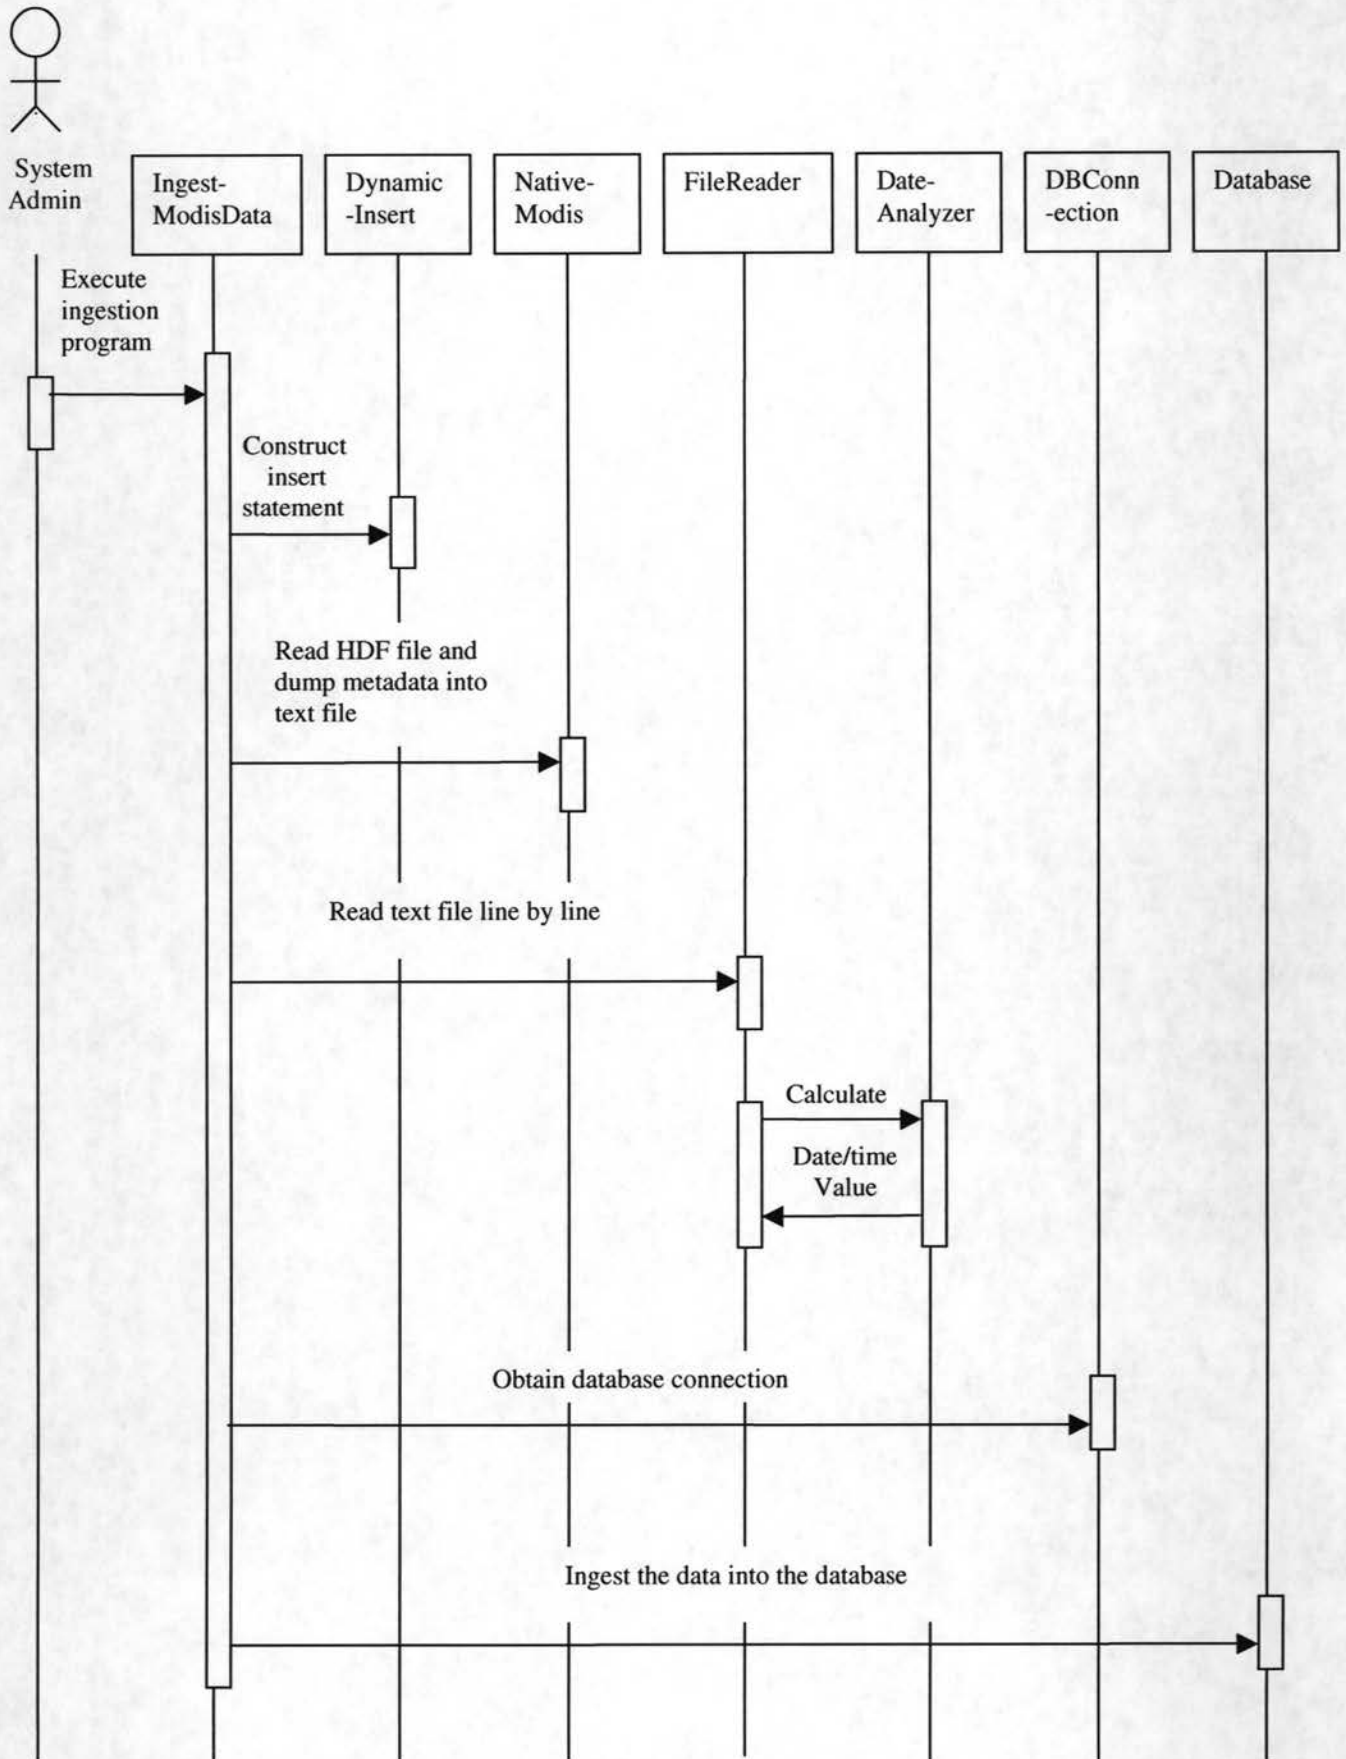 System
Admin
Ingest-
ModisData
Dynamic
-Insert
Native-
Modis
FileReader
Date-
Analyzer
DBConn
-ection
Database
Execute
ingestion
program
Construct
insert
statement
Read HDF file and
dump metadata into
text file
Read text file line by line
Calculate
Date/time
Value
Obtain database connection
Ingest the data into the database